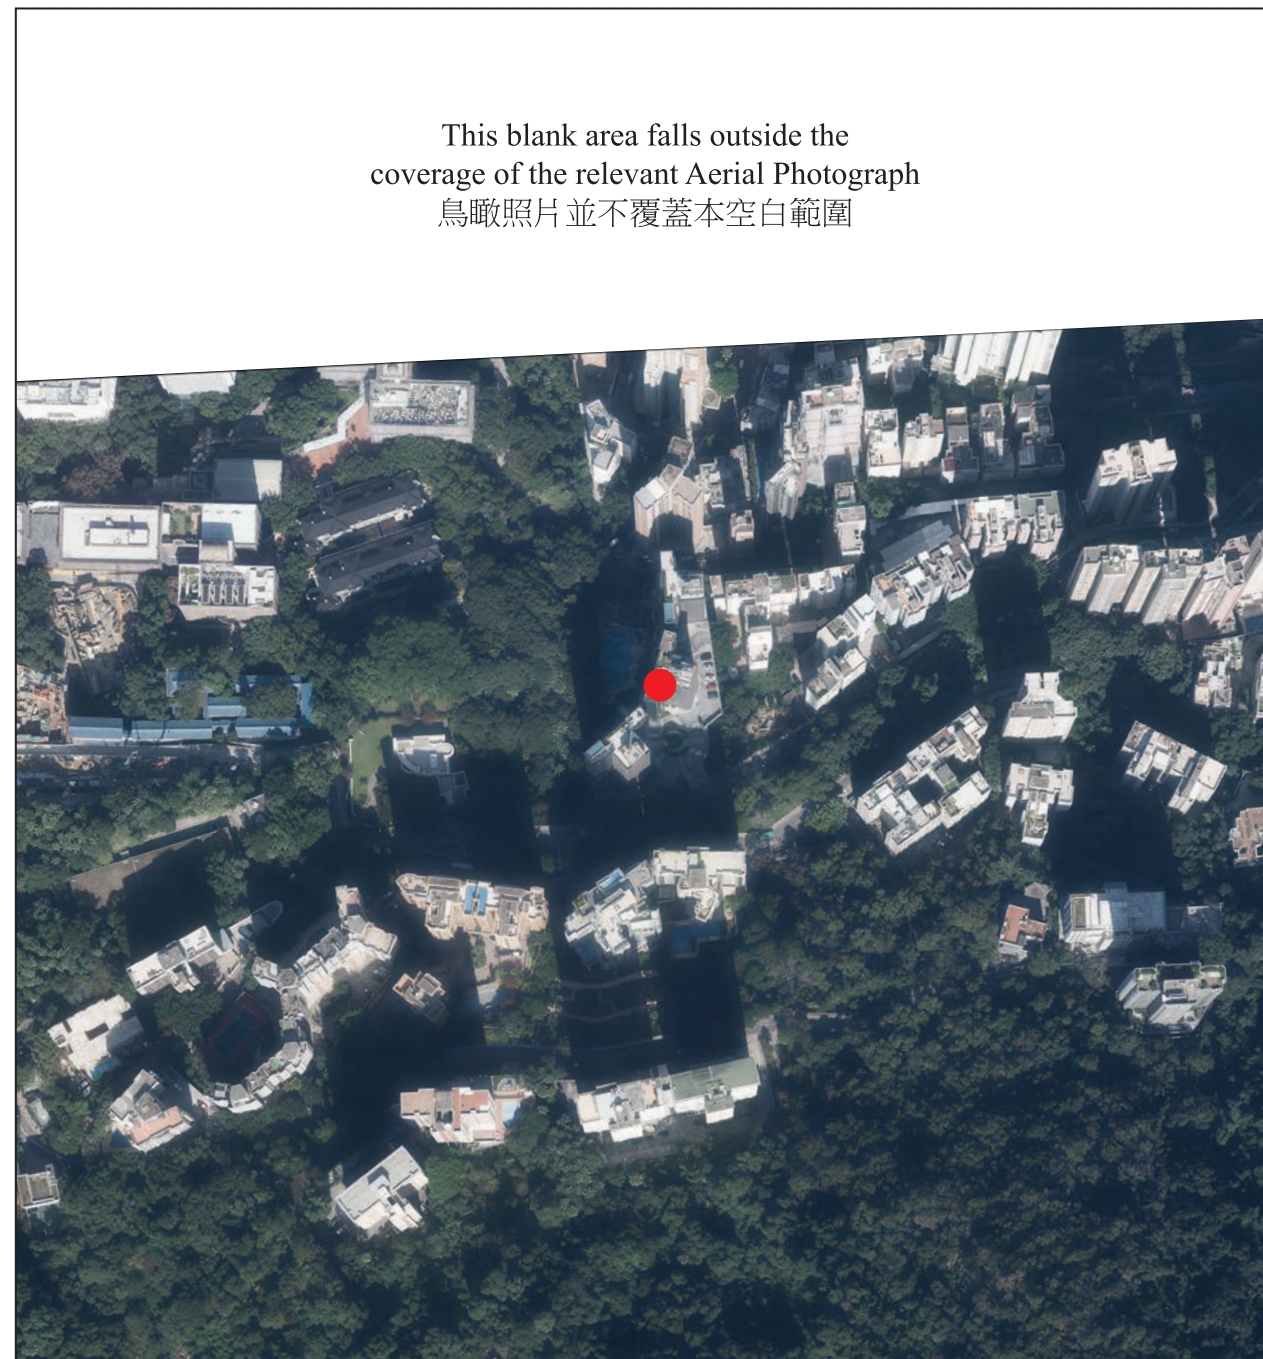 This blank area falls outside the
coverage of the relevant Aerial Photograph
鳥瞰照片並不覆蓋本空白範圍